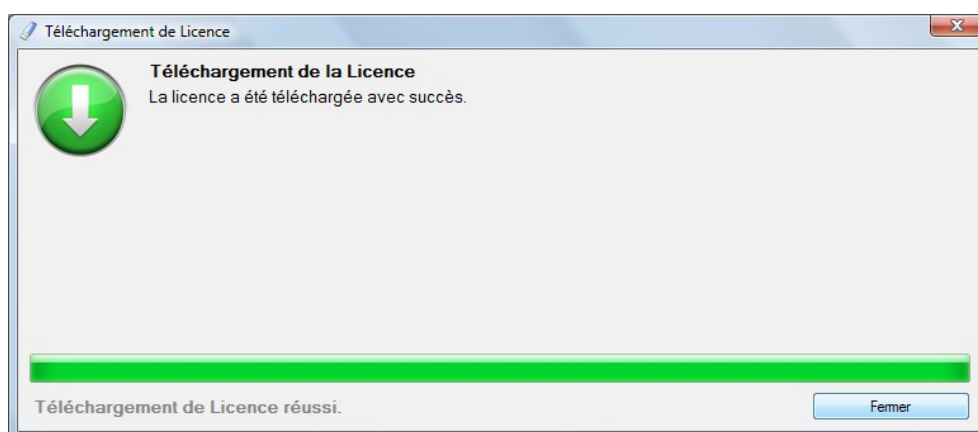 Téléchargement de Licence
Téléchargement de la Licence
La licence a été téléchargée avec succès.
Téléchargement de Licence réussi.
Fermer